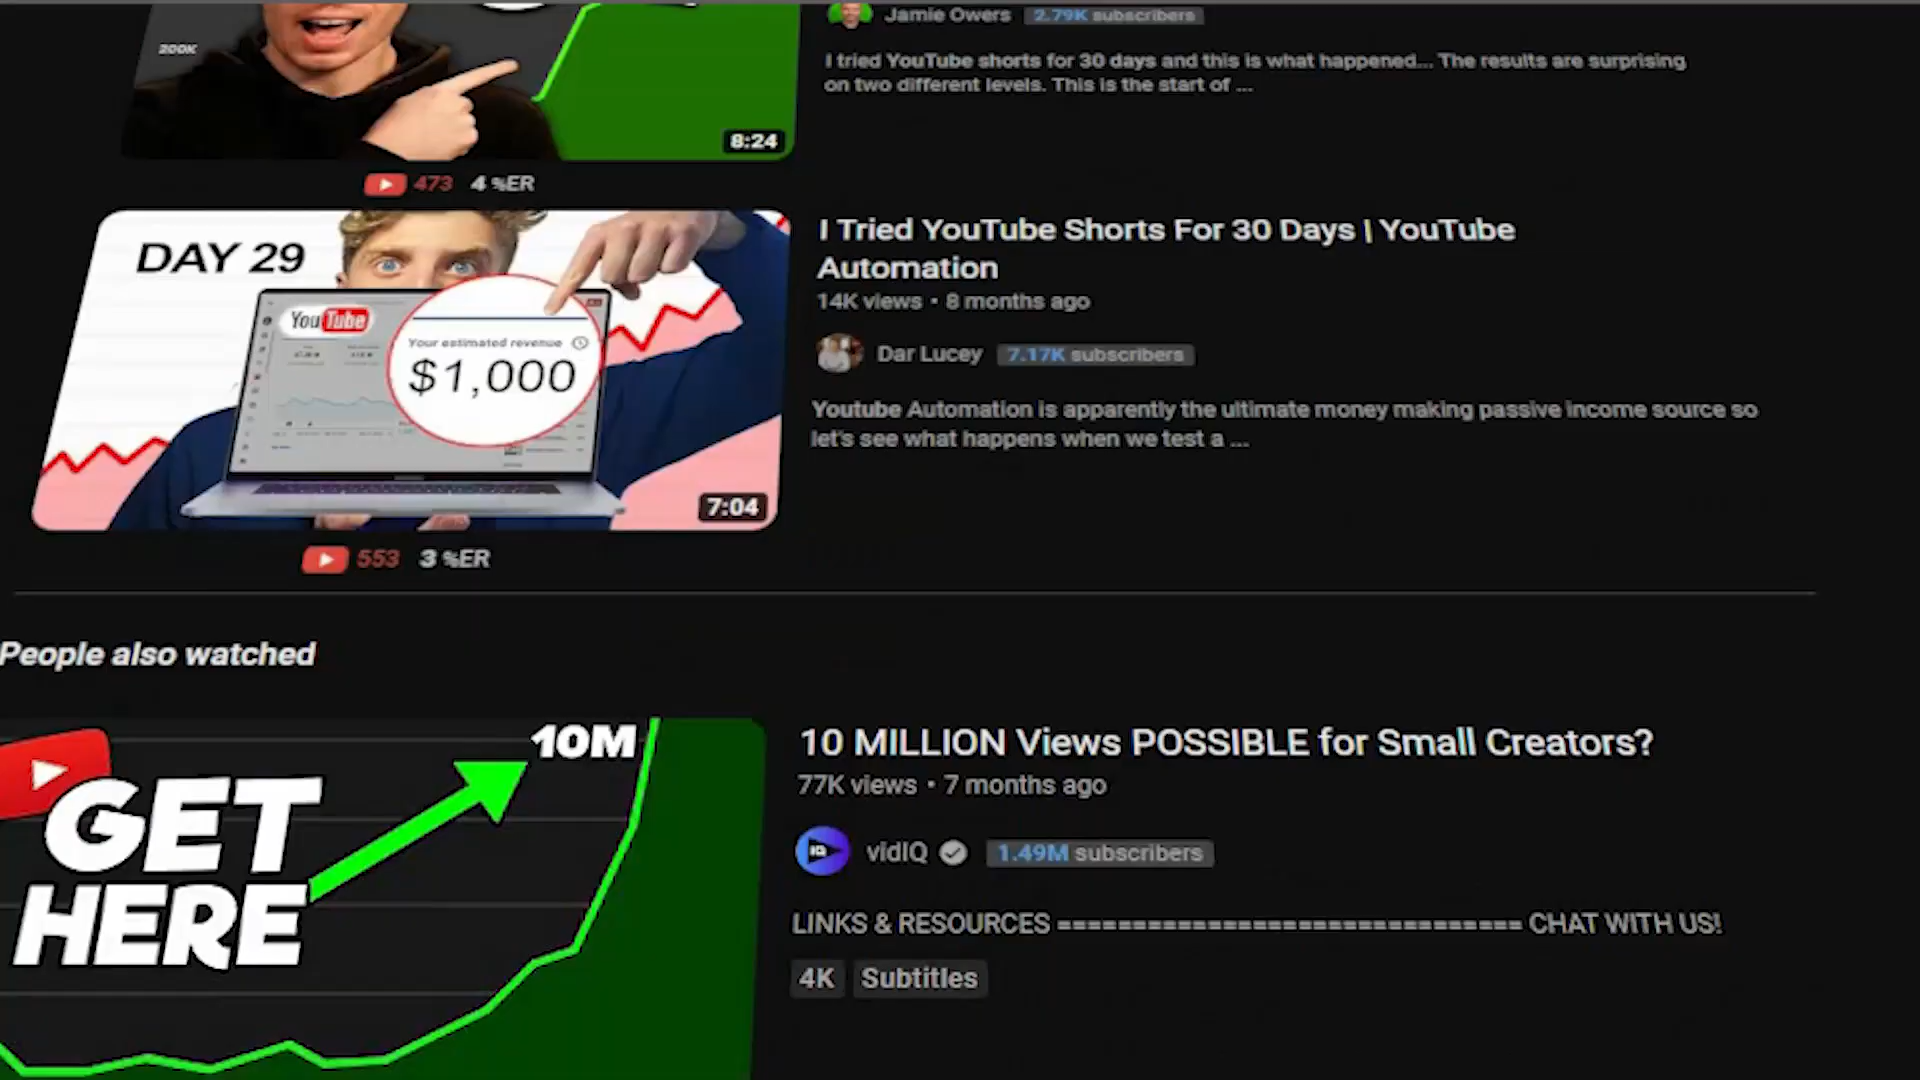 Jamie Owers 2.79K subscribers
200K
I tried YouTube shorts for 30 days and this is what happened... The results are surprising
on two different levels. This is the start of ...
8:24
473 4 %ER
DAY 29
YouTube
Your estimated revenue
$1,000
7:04
I Tried YouTube Shorts For 30 Days | YouTube
Automation
14K views • 8 months ago
Dar Lucey 7.17K subscribers
Youtube Automation is apparently the ultimate money making passive income source so
let's see what happens when we test a ...
553 3 %ER
People also watched
10M
GET
HERE
10 MILLION Views POSSIBLE for Small Creators?
77K views • 7 months ago
IQ
vidIQ 1.49M subscribers
LINKS & RESOURCES =============================== CHAT WITH US!
4K Subtitles